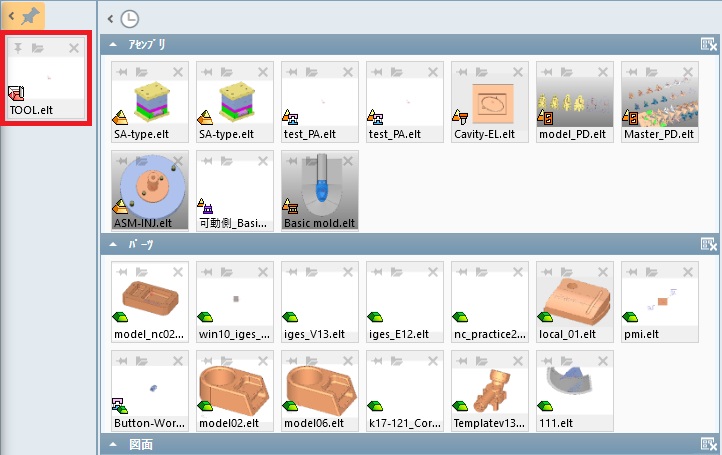 TOOL.elt
アセンブリ
SA-type.elt
SA-type.elt
test_PA.elt
test_PA.elt
Cavity-EL.elt
model_PD.elt
Master_PD.elt
ASM-INJ.elt
可動側_Basi...
Basic mold.elt
パーツ
model_nc02...
win10_iges_...
iges_V13.elt
iges_E12.elt
nc_practice2...
local_01.elt
pmi.elt
Button-Wor...
model02.elt
model06.elt
k17-121_Cor...
Templatev13...
111.elt
図面